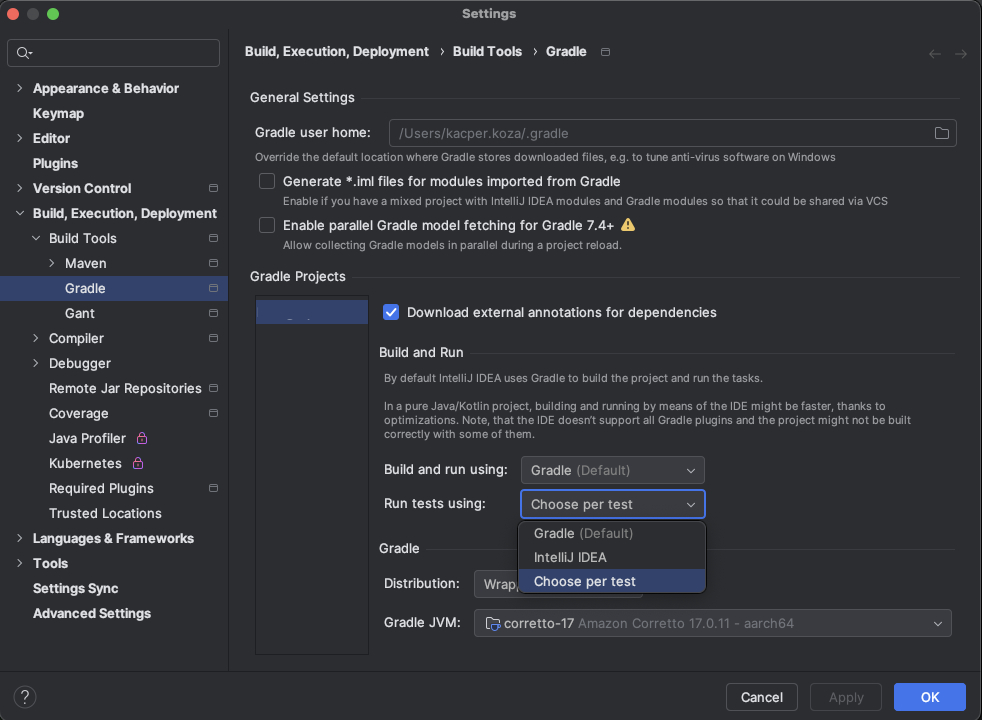 Settings
Build, Execution, Deployment › Build Tools › Gradle
Appearance & Behavior
Keymap
Editor
Plugins
Version Control
Build, Execution, Deployment
Build Tools
Maven
Gradle
Gant
Compiler
Debugger
Remote Jar Repositories
Coverage
Java Profiler
Kubernetes
Required Plugins
Trusted Locations
Languages & Frameworks
Tools
Settings Sync
Advanced Settings
General Settings
Gradle user home: /Users/kacper.koza/.gradle
Override the default location where Gradle stores downloaded files, e.g. to tune anti-virus software on Windows
Generate *.iml files for modules imported from Gradle
Enable if you have a mixed project with IntelliJ IDEA modules and Gradle modules so that it could be shared via VCS
Enable parallel Gradle model fetching for Gradle 7.4+
Allow collecting Gradle models in parallel during a project reload.
Gradle Projects
Download external annotations for dependencies
Build and Run
By default IntelliJ IDEA uses Gradle to build the project and run the tasks.
In a pure Java/Kotlin project, building and running by means of the IDE might be faster, thanks to
optimizations. Note, that the IDE doesn't support all Gradle plugins and the project might not be built
correctly with some of them.
Build and run using: Gradle (Default)
Run tests using: Choose per test
Gradle (Default)
IntelliJ IDEA
Choose per test
Gradle
Distribution: Wrap
Gradle JVM: corretto-17 Amazon Corretto 17.0.11 - aarch64
?
Cancel
Apply
OK